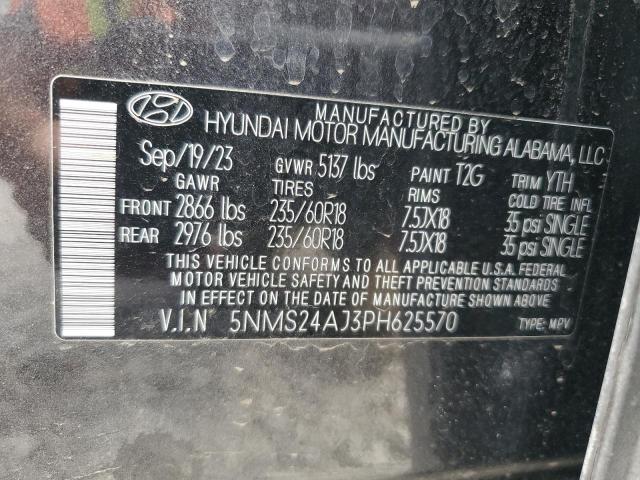 MANUFACTURED BY
HYUNDAI MOTOR MANUFACTURING ALABAMA, LLC
Sep/19/23 GVWR 5137 lbs PAINT T2G TRIM YTH
GAWR TIRES RIMS COLD TIRE INFL
FRONT 2866 lbs 235/60R18 7.5JX18 35 psi SINGLE
REAR 2976 lbs 235/60R18 7.5JX18 35 psi SINGLE
THIS VEHICLE CONFORMS TO ALL APPLICABLE U.S.A. FEDERAL
MOTOR VEHICLE SAFETY AND THEFT PREVENTION STANDARDS
IN EFFECT ON THE DATE OF MANUFACTURE SHOWN ABOVE.
V.I.N 5NMS24AJ3PH625570 TYPE: MPV